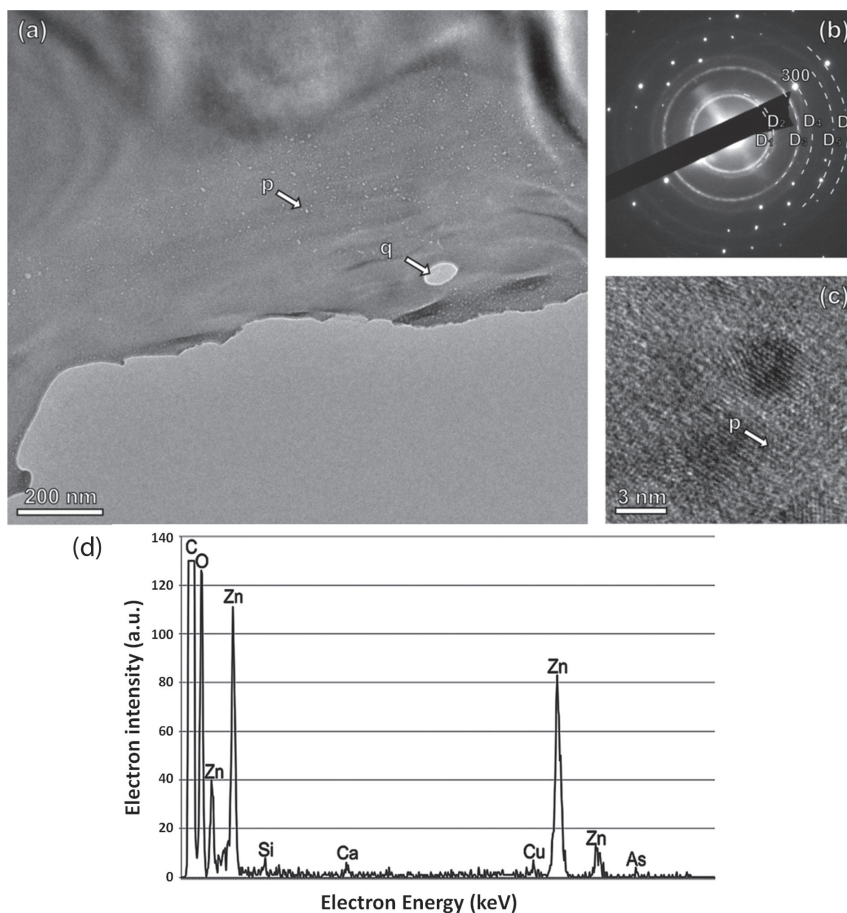 (a)
p
q
200 nm
(b)
300
D₁
D
D
(c)
p
3 nm
(d)
Electron intensity (a.u.)
140
120
100
80
60
40
20
0
C
O
Zn
Zn
Si
Ca
Cu
Zn
Zn
As
Electron Energy (keV)